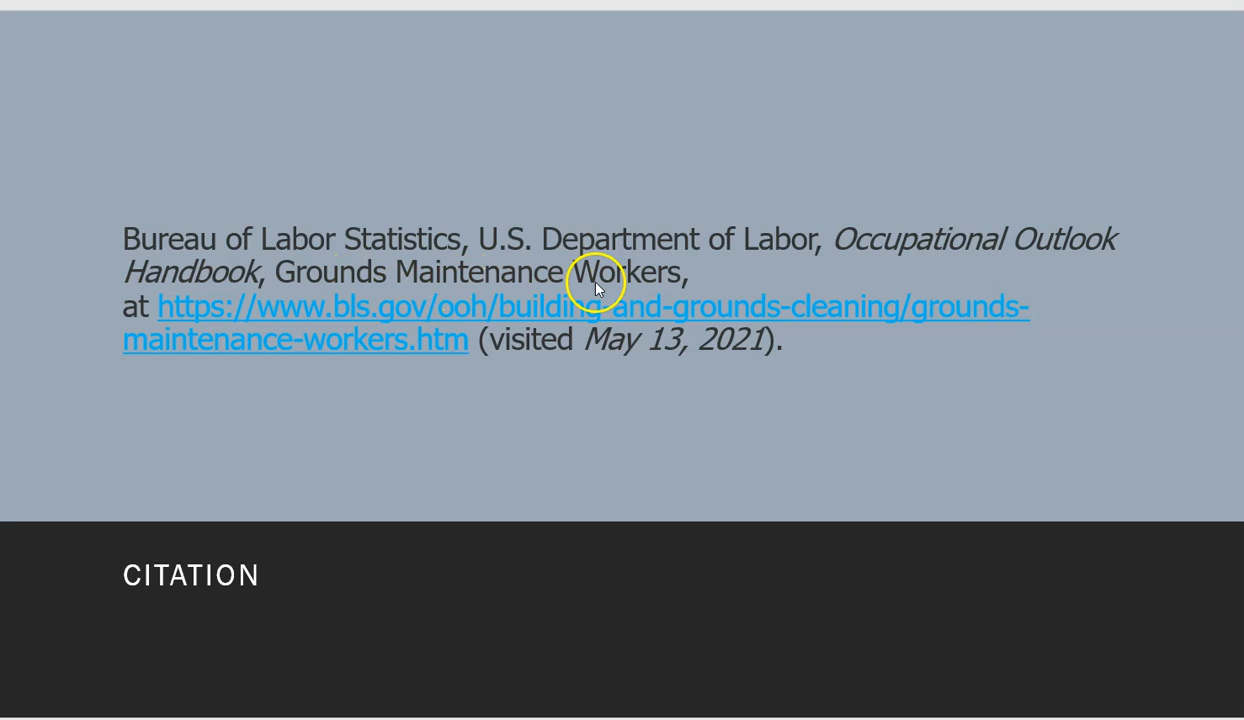 Bureau of Labor Statistics, U.S. Department of Labor, Occupational Outlook
Handbook, Grounds Maintenance Workers,
at https://www.bls.gov/ooh/building-and-grounds-cleaning/grounds-
maintenance-workers.htm (visited May 13, 2021).
CITATION